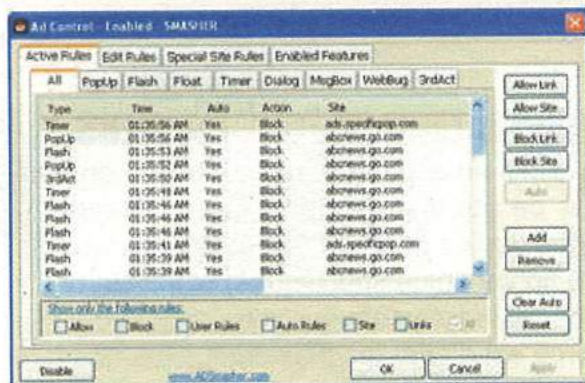 Ad Control - Enabled - SMASHER
Active Rules Edit Rules Special Site Rules Enabled Features
All PopUp Flash Float Timer Dialog MsgBox WebBug 3rdAct
Type Time Auto Action Site
Timer 01:35:56 AM Yes Block ads.specificpop.com
PopUp 01:35:56 AM Yes Block abcnews.go.com
Flash 01:35:53 AM Yes Block abcnews.go.com
PopUp 01:35:52 AM Yes Block abcnews.go.com
3rdAct 01:35:50 AM Yes Block abcnews.go.com
Timer 01:35:48 AM Yes Block abcnews.go.com
Flash 01:35:46 AM Yes Block abcnews.go.com
Flash 01:35:46 AM Yes Block abcnews.go.com
Flash 01:35:46 AM Yes Block abcnews.go.com
Timer 01:35:41 AM Yes Block ads.specificpop.com
Flash 01:35:39 AM Yes Block abcnews.go.com
Flash 01:35:39 AM Yes Block abcnews.go.com
Show only the following rules:
Allow Block User Rules Auto Rules Site Links All
Allow Link
Allow Site
Block Link
Block Site
Auto
Add
Remove
Clear Auto
Reset
Disable www.ADSmasher.com OK Cancel Apply